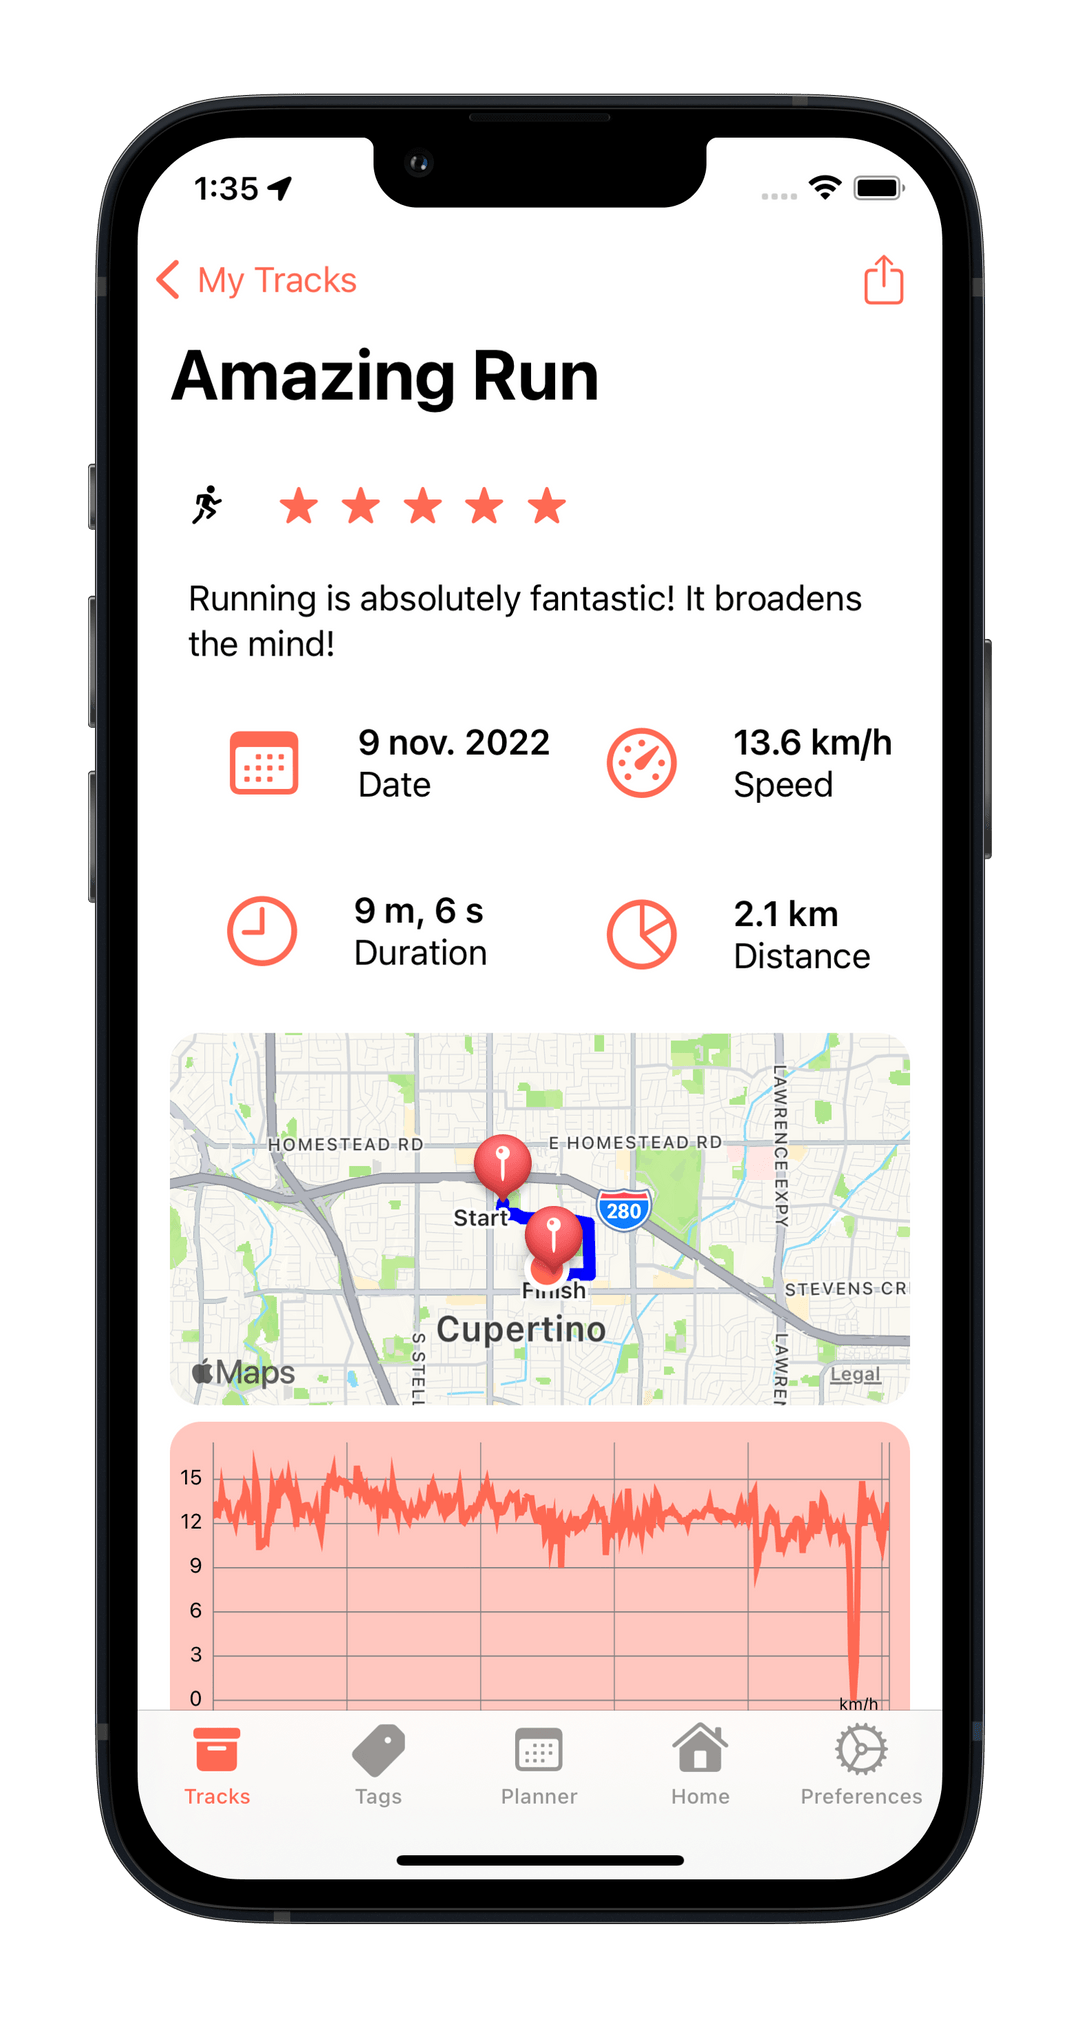 1:35
My Tracks
Amazing Run
Running is absolutely fantastic! It broadens
the mind!
9 nov. 2022
Date
13.6 km/h
Speed
9 m, 6 s
Duration
2.1 km
Distance
HOMESTEAD RD
E HOMESTEAD RD
LAWRENCE EXPY
280
Start
Finish
STEVENS CR
Cupertino
S STELL
LAWREN
Maps
Legal
15
12
9
6
3
0
km/h
Tracks
Tags
Planner
Home
Preferences